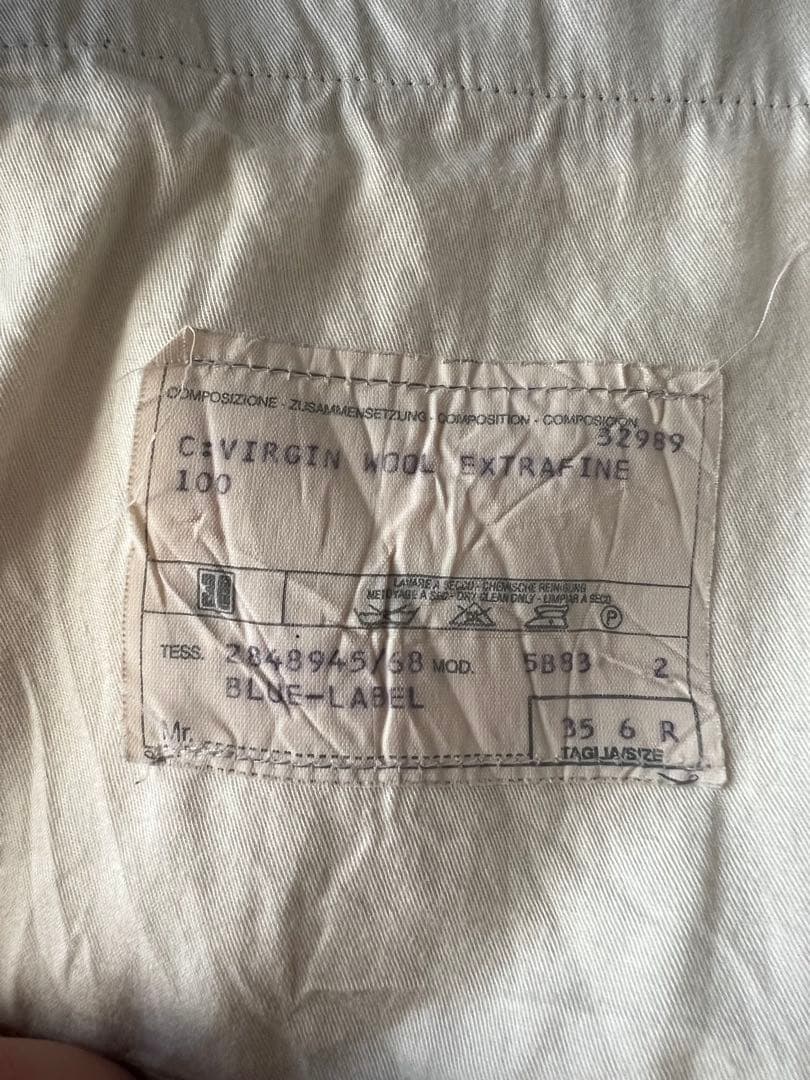 COMPOSIZIONE - ZUSAMMENSETZUNG - COMPOSITION - COMPOSICION
32989
C:VIRGIN WOOL EXTRAFINE
100
LAVARE A SECCO - CHEMISCHE REINIGUNG
NETTOYAGE A SEC - DRY CLEAN ONLY - LIMPIAR A SECO
P
TESS. 2848945/68 MOD. 5B83 2
BLUE-LABEL
Mr.
35 6 R
TAGLIA/SIZE